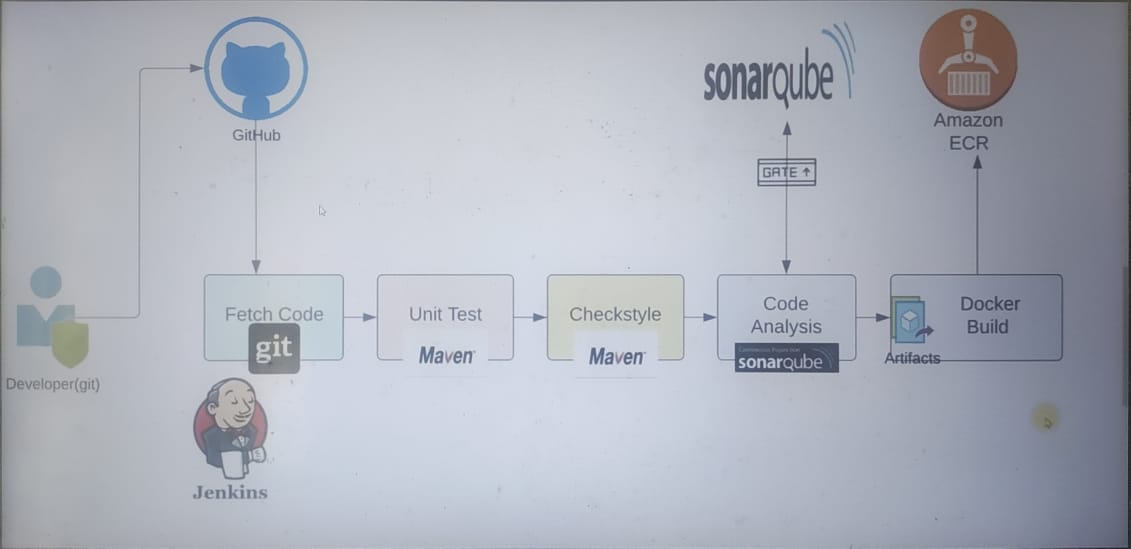 GitHub
sonarqube
Amazon
ECR
GATE ↑
Fetch Code
git
Unit Test
Maven
Checkstyle
Maven
Code
Analysis
sonarqube
Docker
Build
Artifacts
Developer(git)
Jenkins